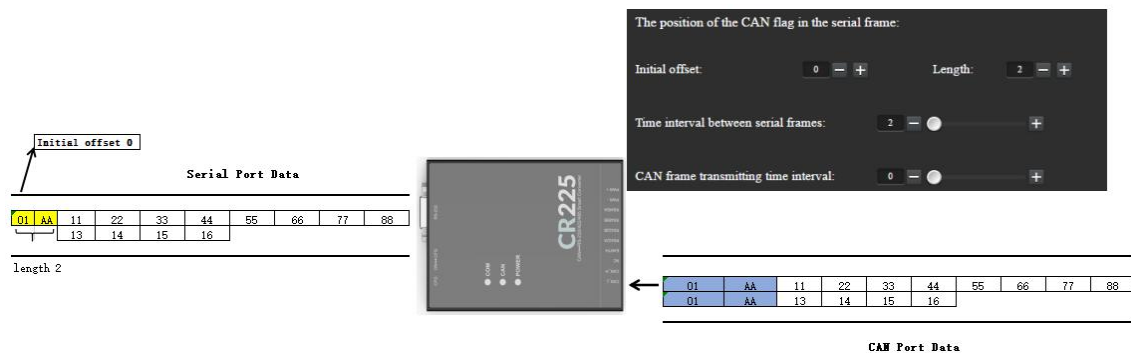 The position of the CAN flag in the serial frame:
Initial offset: 0 Length: 2
Time interval between serial frames: 2
CAN frame transmitting time interval: 0
Initial offset 0
Serial Port Data
01 AA 11 22 33 44 55 66 77 88
13 14 15 16
length 2
CR225
COM
CAN
POWER
01 AA 11 22 33 44 55 66 77 88
01 AA 13 14 15 16
CAN Port Data